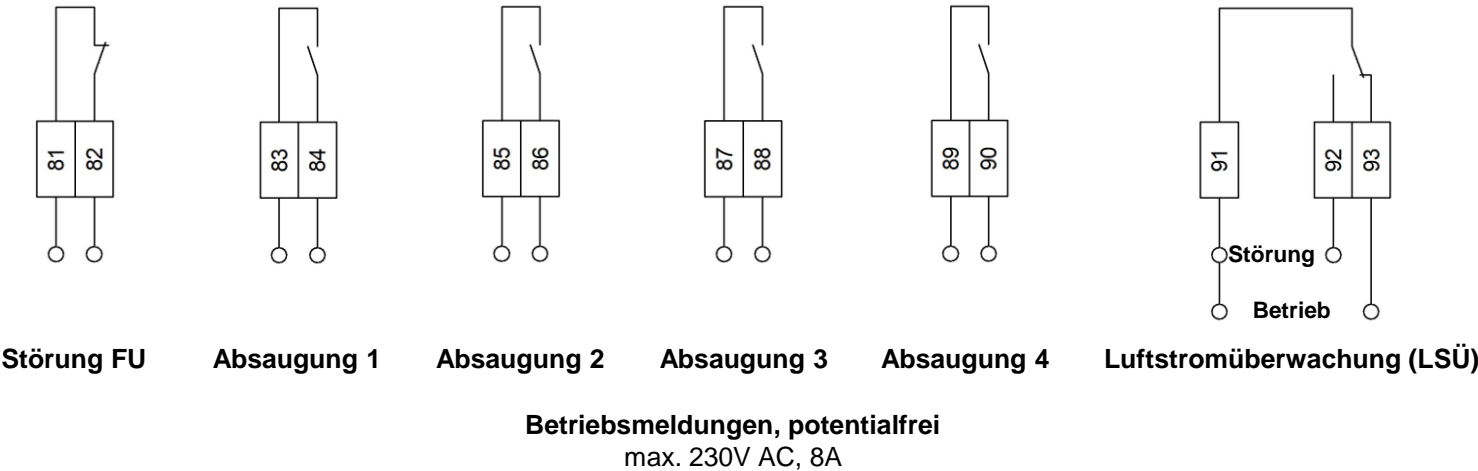 81 82 83 84 85 86 87 88 89 90 91 92 93
Störung
Betrieb
Störung FU Absaugung 1 Absaugung 2 Absaugung 3 Absaugung 4 Luftstromüberwachung (LSÜ)
Betriebsmeldungen, potentialfrei
max. 230V AC, 8A